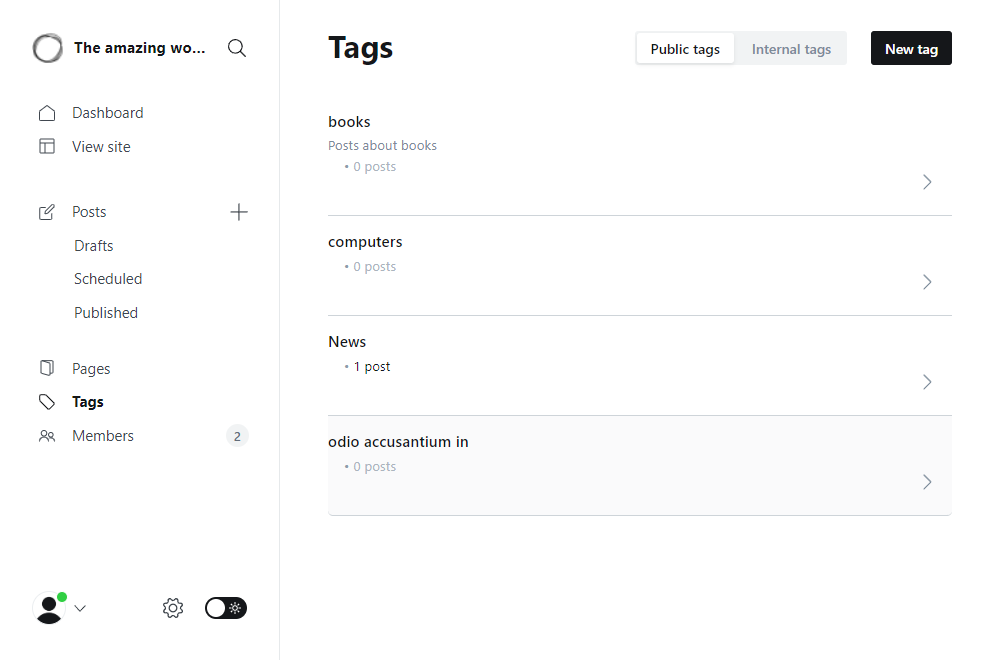 The amazing wo...
Dashboard
View site
Posts
Drafts
Scheduled
Published
Pages
Tags
Members 2
Tags
Public tags Internal tags New tag
books
Posts about books
• 0 posts
computers
• 0 posts
News
• 1 post
odio accusantium in
• 0 posts